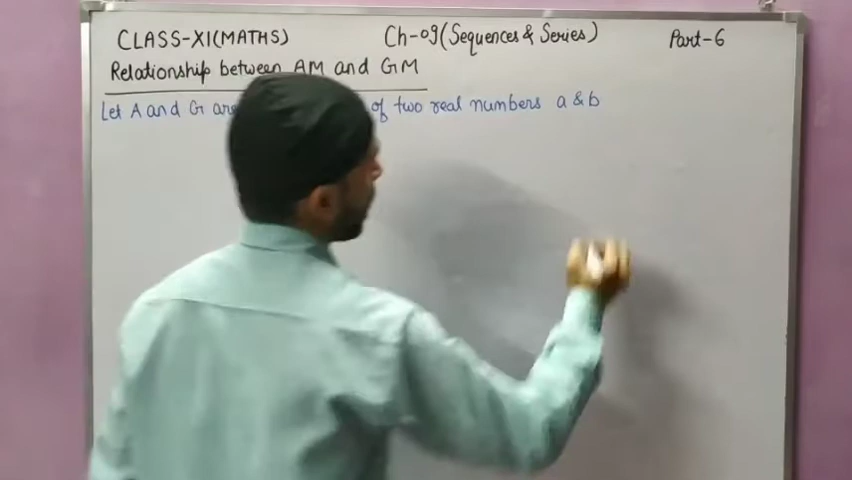 CLASS-XI(MATHS) Ch-09(Sequences & Series) Part-6
Relationship between AM and GM
Let A and G are of two real numbers a & b